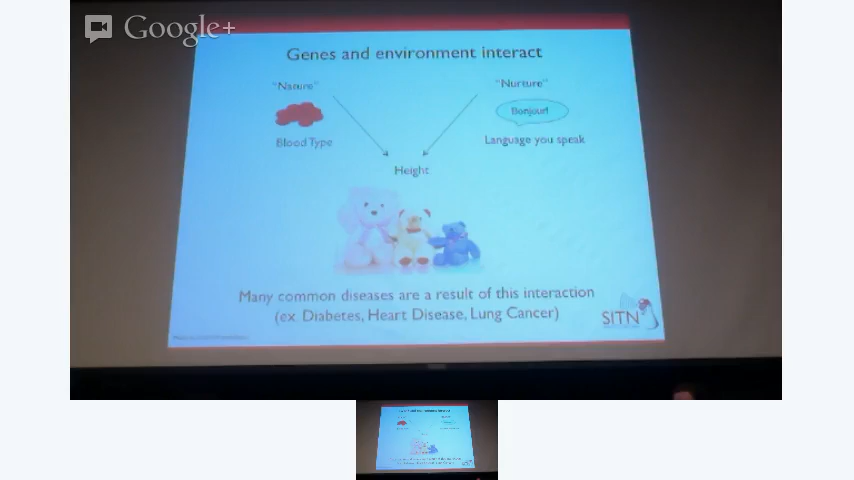 Google+
Genes and environment interact
"Nature"
"Nurture"
Bonjour!
Blood Type
Language you speak
Height
Many common diseases are a result of this interaction
(ex. Diabetes, Heart Disease, Lung Cancer)
SITN